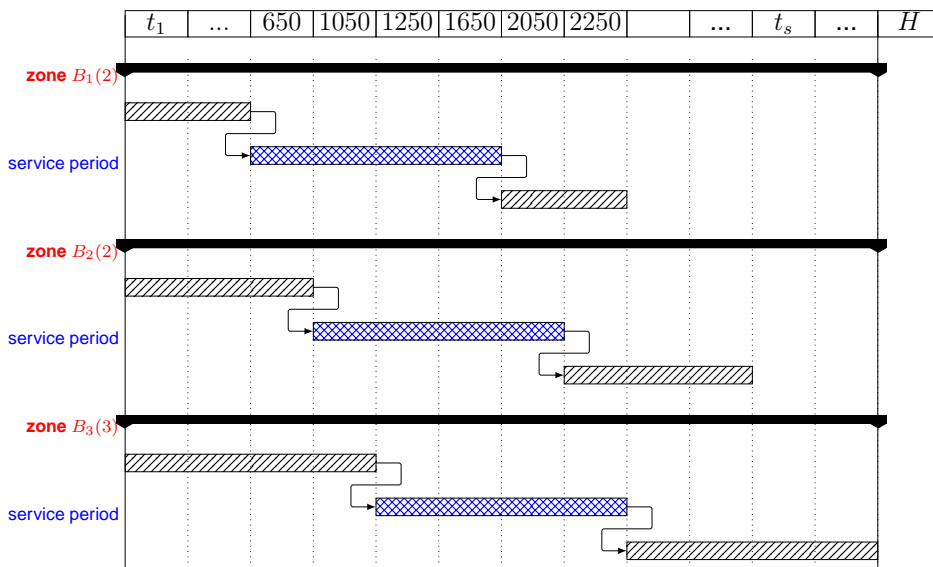 t₁ ... 650 1050 1250 1650 2050 2250 ... tₛ ... H
zone B₁(2)
service period
zone B₂(2)
service period
zone B₃(3)
service period